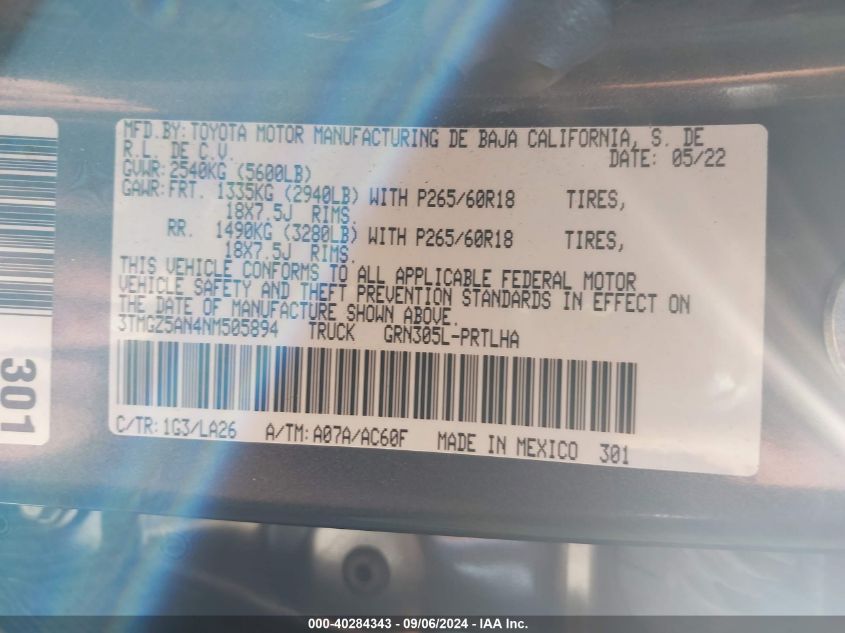 MFD.BY: TOYOTA MOTOR MANUFACTURING DE BAJA CALIFORNIA, S. DE
R.L. DE C.V.
DATE: 05/22
GVWR: 2540KG (5600LB)
GAWR: FRT. 1335KG (2940LB) WITH P265/60R18 TIRES,
18X7.5J RIMS.
RR. 1490KG (3280LB) WITH P265/60R18 TIRES,
18X7.5J RIMS.
THIS VEHICLE CONFORMS TO ALL APPLICABLE FEDERAL MOTOR
VEHICLE SAFETY AND THEFT PREVENTION STANDARDS IN EFFECT ON
THE DATE OF MANUFACTURE SHOWN ABOVE.
3TMGZ5AN4NM505894 TRUCK GRN305L-PRTLHA
C/TR: 1G3/LA26 A/TM: A07A/AC60F MADE IN MEXICO 301
301
000-40284343 - 09/06/2024 - IAA Inc.